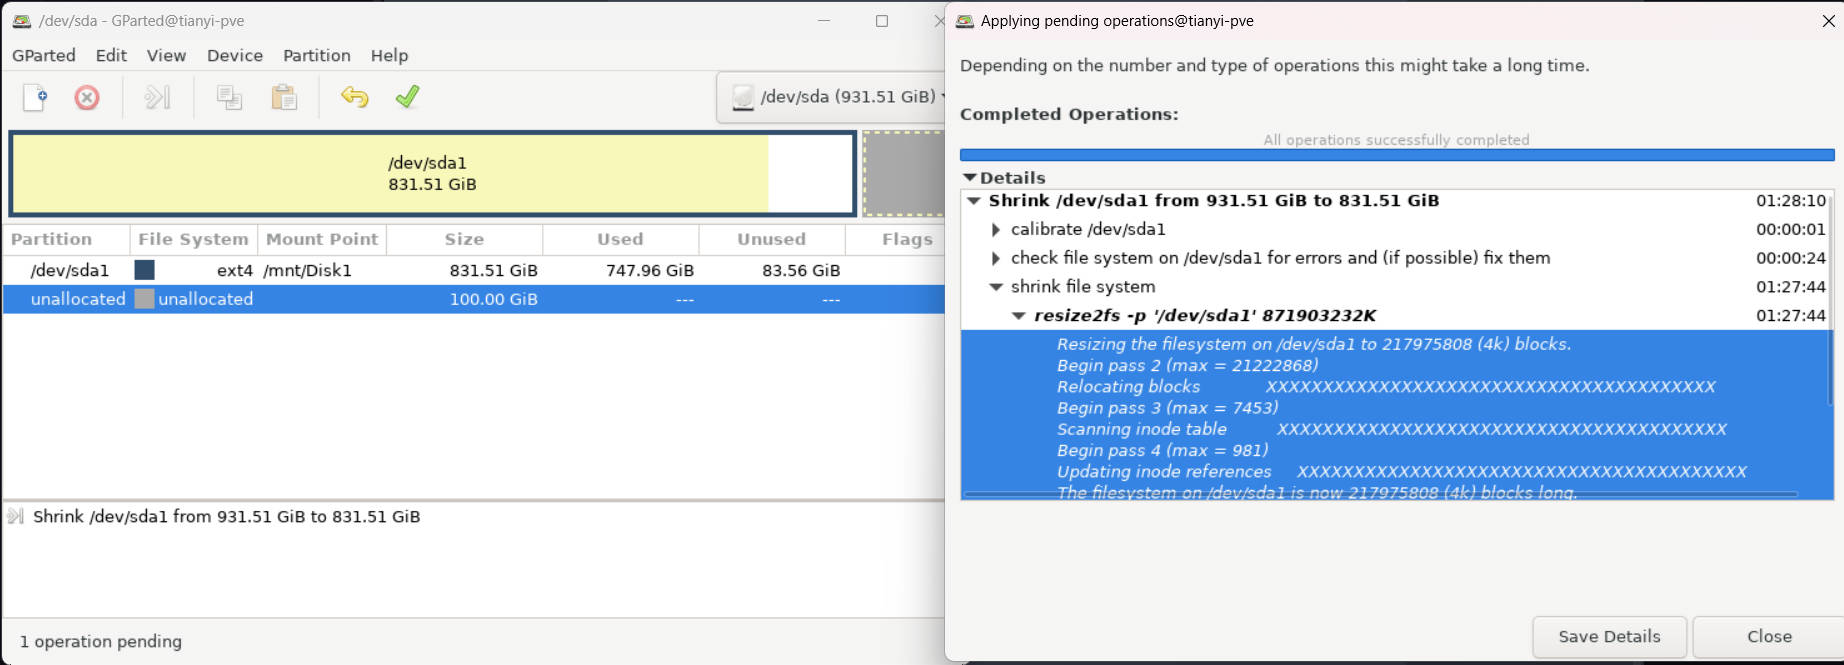 /dev/sda - GParted@tianyi-pve
GParted Edit View Device Partition Help
/dev/sda (931.51 GiB)
/dev/sda1
831.51 GiB
Partition File System Mount Point Size Used Unused Flags
/dev/sda1 ext4 /mnt/Disk1 831.51 GiB 747.96 GiB 83.56 GiB
unallocated unallocated 100.00 GiB --- ---
Shrink /dev/sda1 from 931.51 GiB to 831.51 GiB
1 operation pending
Applying pending operations@tianyi-pve
Depending on the number and type of operations this might take a long time.
Completed Operations:
All operations successfully completed
Details
Shrink /dev/sda1 from 931.51 GiB to 831.51 GiB 01:28:10
calibrate /dev/sda1 00:00:01
check file system on /dev/sda1 for errors and (if possible) fix them 00:00:24
shrink file system 01:27:44
resize2fs -p '/dev/sda1' 871903232K 01:27:44
Resizing the filesystem on /dev/sda1 to 217975808 (4k) blocks.
Begin pass 2 (max = 21222868)
Relocating blocks XXXXXXXXXXXXXXXXXXXXXXXXXXXXXXXXXXXXXXXX
Begin pass 3 (max = 7453)
Scanning inode table XXXXXXXXXXXXXXXXXXXXXXXXXXXXXXXXXXXXXXXX
Begin pass 4 (max = 981)
Updating inode references XXXXXXXXXXXXXXXXXXXXXXXXXXXXXXXXXXXXXXXX
The filesystem on /dev/sda1 is now 217975808 (4k) blocks long.
Save Details Close